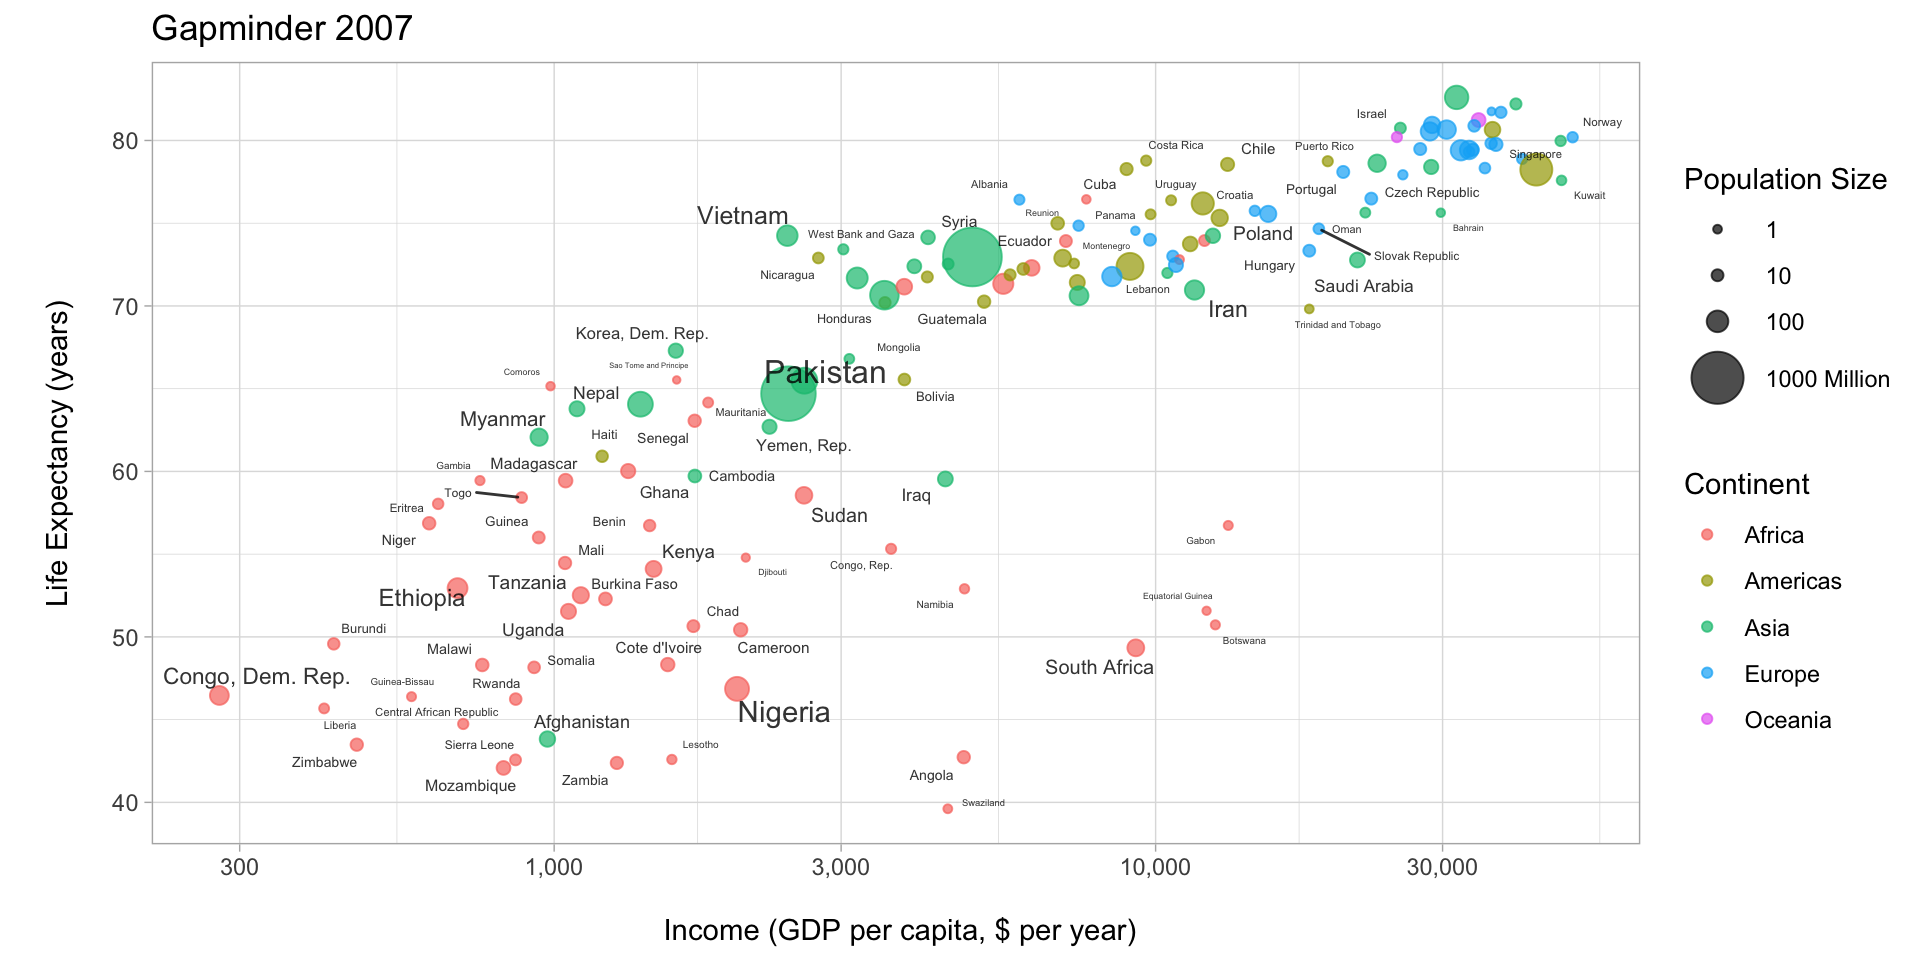 Gapminder 2007
Life Expectancy (years)
80
70
60
50
40
Israel
Norway
Costa Rica
Chile
Puerto Rico
Singapore
Albania
Cuba
Uruguay
Croatia
Portugal
Czech Republic
Kuwait
Vietnam
Reunion
Panama
Syria
West Bank and Gaza
Ecuador
Montenegro
Poland
Oman
Bahrain
Slovak Republic
Nicaragua
Hungary
Lebanon
Saudi Arabia
Iran
Honduras
Guatemala
Trinidad and Tobago
Korea, Dem. Rep.
Mongolia
Sao Tome and Principe
Comoros
Pakistan
Nepal
Bolivia
Mauritania
Myanmar
Haiti
Senegal
Yemen, Rep.
Gambia
Madagascar
Cambodia
Togo
Ghana
Iraq
Eritrea
Guinea
Benin
Sudan
Niger
Mali
Kenya
Congo, Rep.
Gabon
Djibouti
Tanzania
Burkina Faso
Ethiopia
Namibia
Equatorial Guinea
Chad
Burundi
Uganda
Malawi
Cote d'Ivoire
Cameroon
Botswana
Somalia
South Africa
Congo, Dem. Rep.
Guinea-Bissau
Rwanda
Central African Republic
Nigeria
Liberia
Afghanistan
Sierra Leone
Lesotho
Zimbabwe
Mozambique
Zambia
Angola
Swaziland
300
1,000
3,000
10,000
30,000
Income (GDP per capita, $ per year)
Population Size
1
10
100
1000 Million
Continent
Africa
Americas
Asia
Europe
Oceania